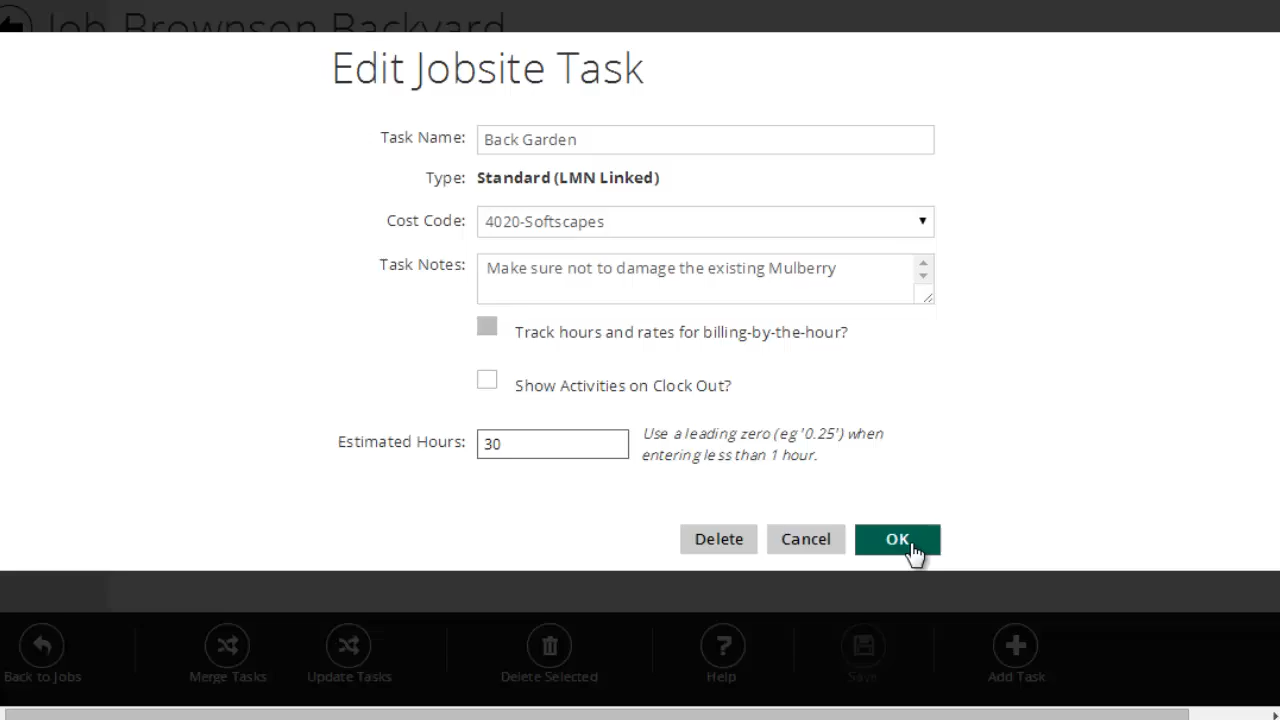 Job Brownson Backyard
Edit Jobsite Task
Task Name: Back Garden
Type: Standard (LMN Linked)
Cost Code: 4020-Softscapes
Task Notes: Make sure not to damage the existing Mulberry
Track hours and rates for billing-by-the-hour?
Show Activities on Clock Out?
Estimated Hours: 30 Use a leading zero (eg '0.25') when
entering less than 1 hour.
Delete Cancel OK
Back to Jobs Merge Tasks Update Tasks Delete Selected Help Save Add Task